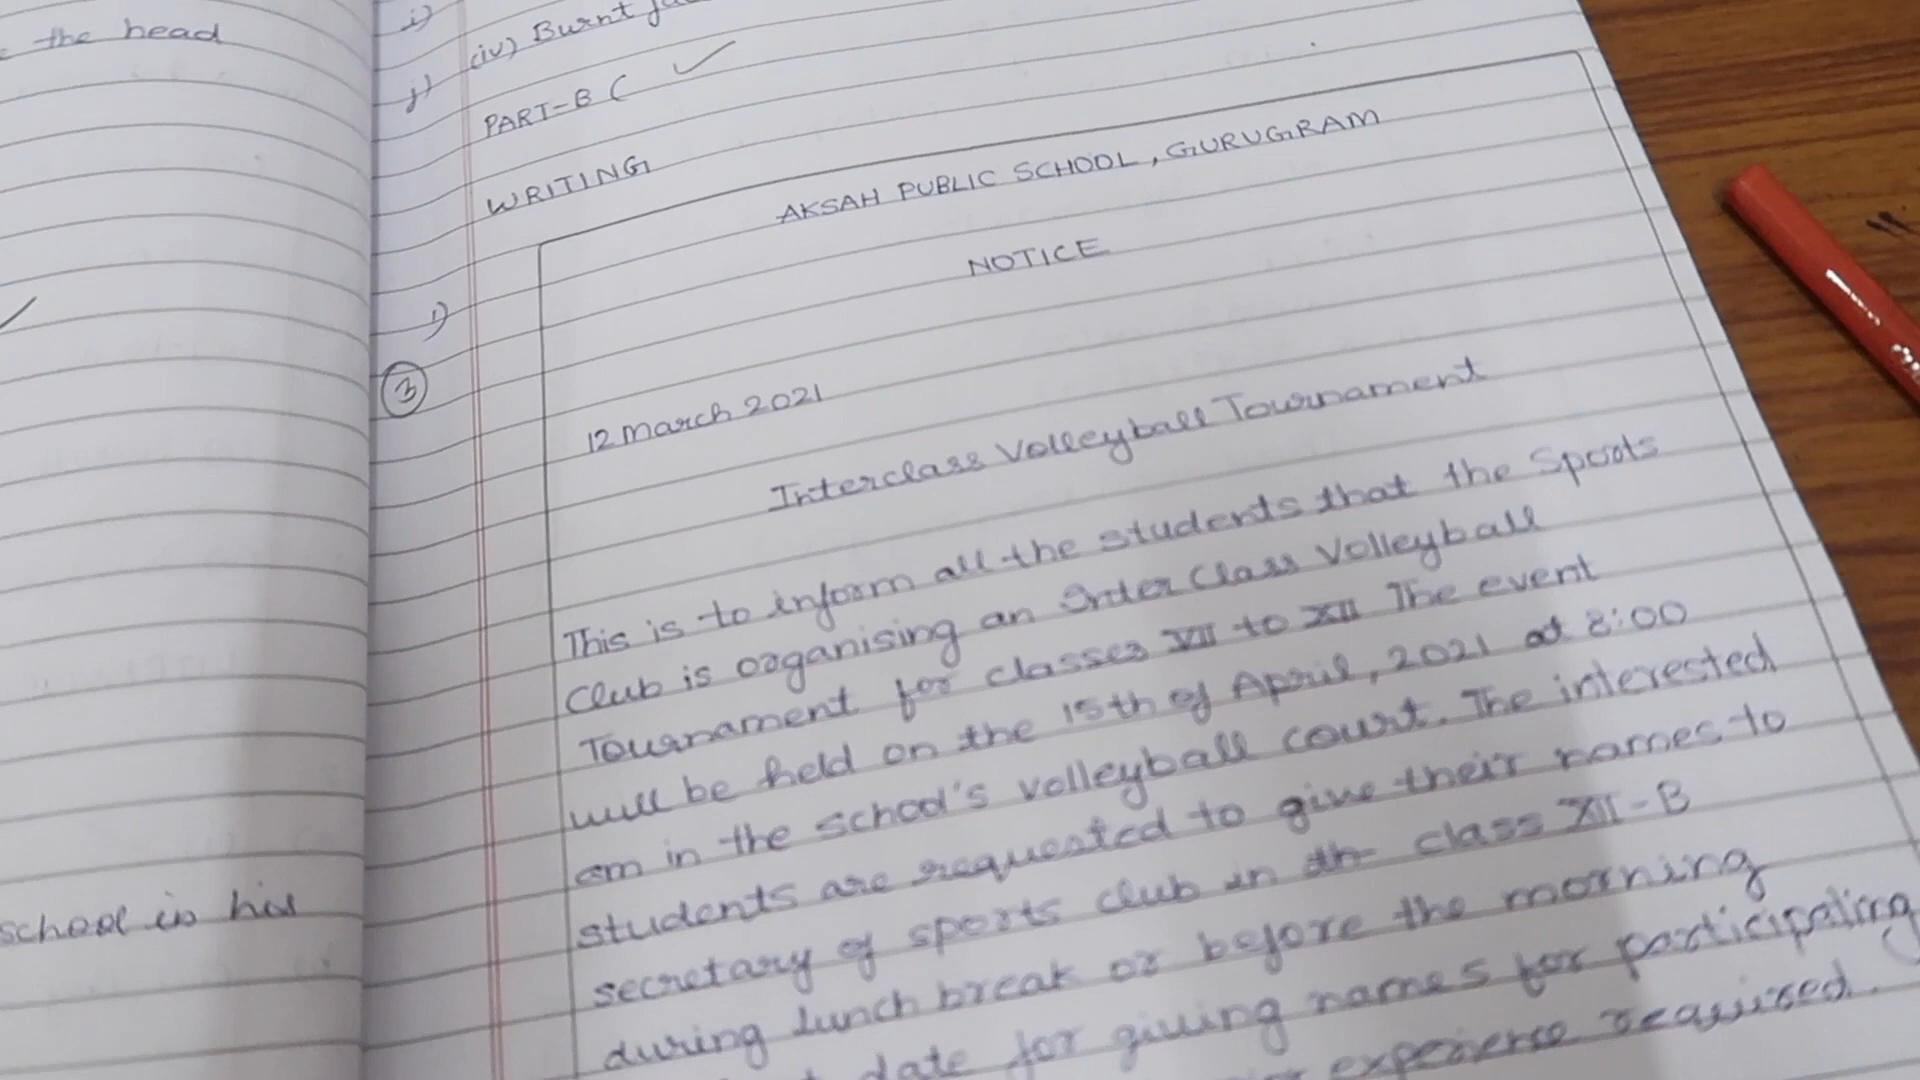 the head
school is his
i)
j) (iv) Burnt
PART-B (
WRITING
AKSAH PUBLIC SCHOOL, GURUGRAM
NOTICE
1)
3
12 March 2021
Interclass Volleyball Tournament
This is to inform all the students that the Sports
Club is organising an Inter Class Volleyball
Tournament for classes VII to XII The event
will be held on the 15th of April, 2021 at 8:00
am in the school's volleyball court. The interested
students are requested to give their names to
secretary of sports club in th class XII-B
during lunch break or before the morning
date for giving names for participating
experience required.